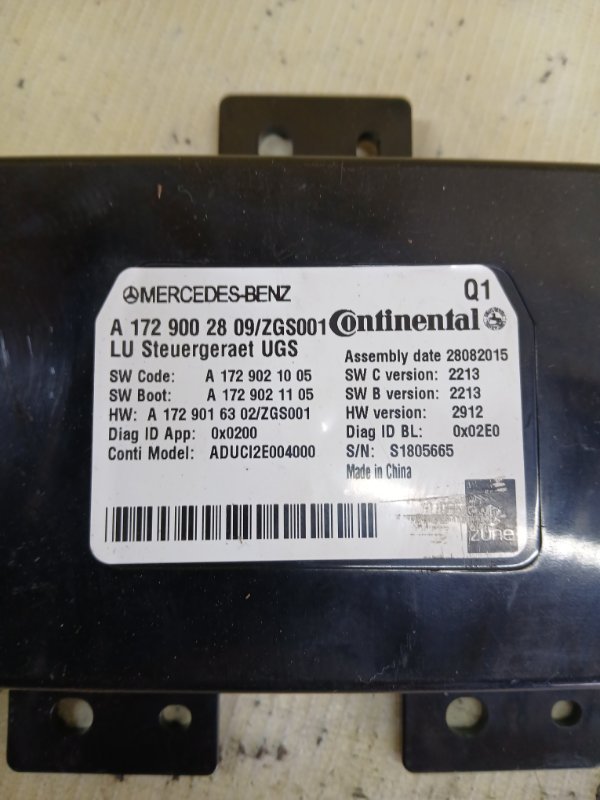 MERCEDES-BENZ Q1
A 172 900 28 09/ZGS001 Continental
LU Steuergeraet UGS
Assembly date 28082015
SW Code: A 172 902 10 05 SW C version: 2213
SW Boot: A 172 902 11 05 SW B version: 2213
HW: A 172 901 63 02/ZGS001 HW version: 2912
Diag ID App: 0x0200 Diag ID BL: 0x02E0
Conti Model: ADUCI2E004000 S/N: S1805665
Made in China
zune